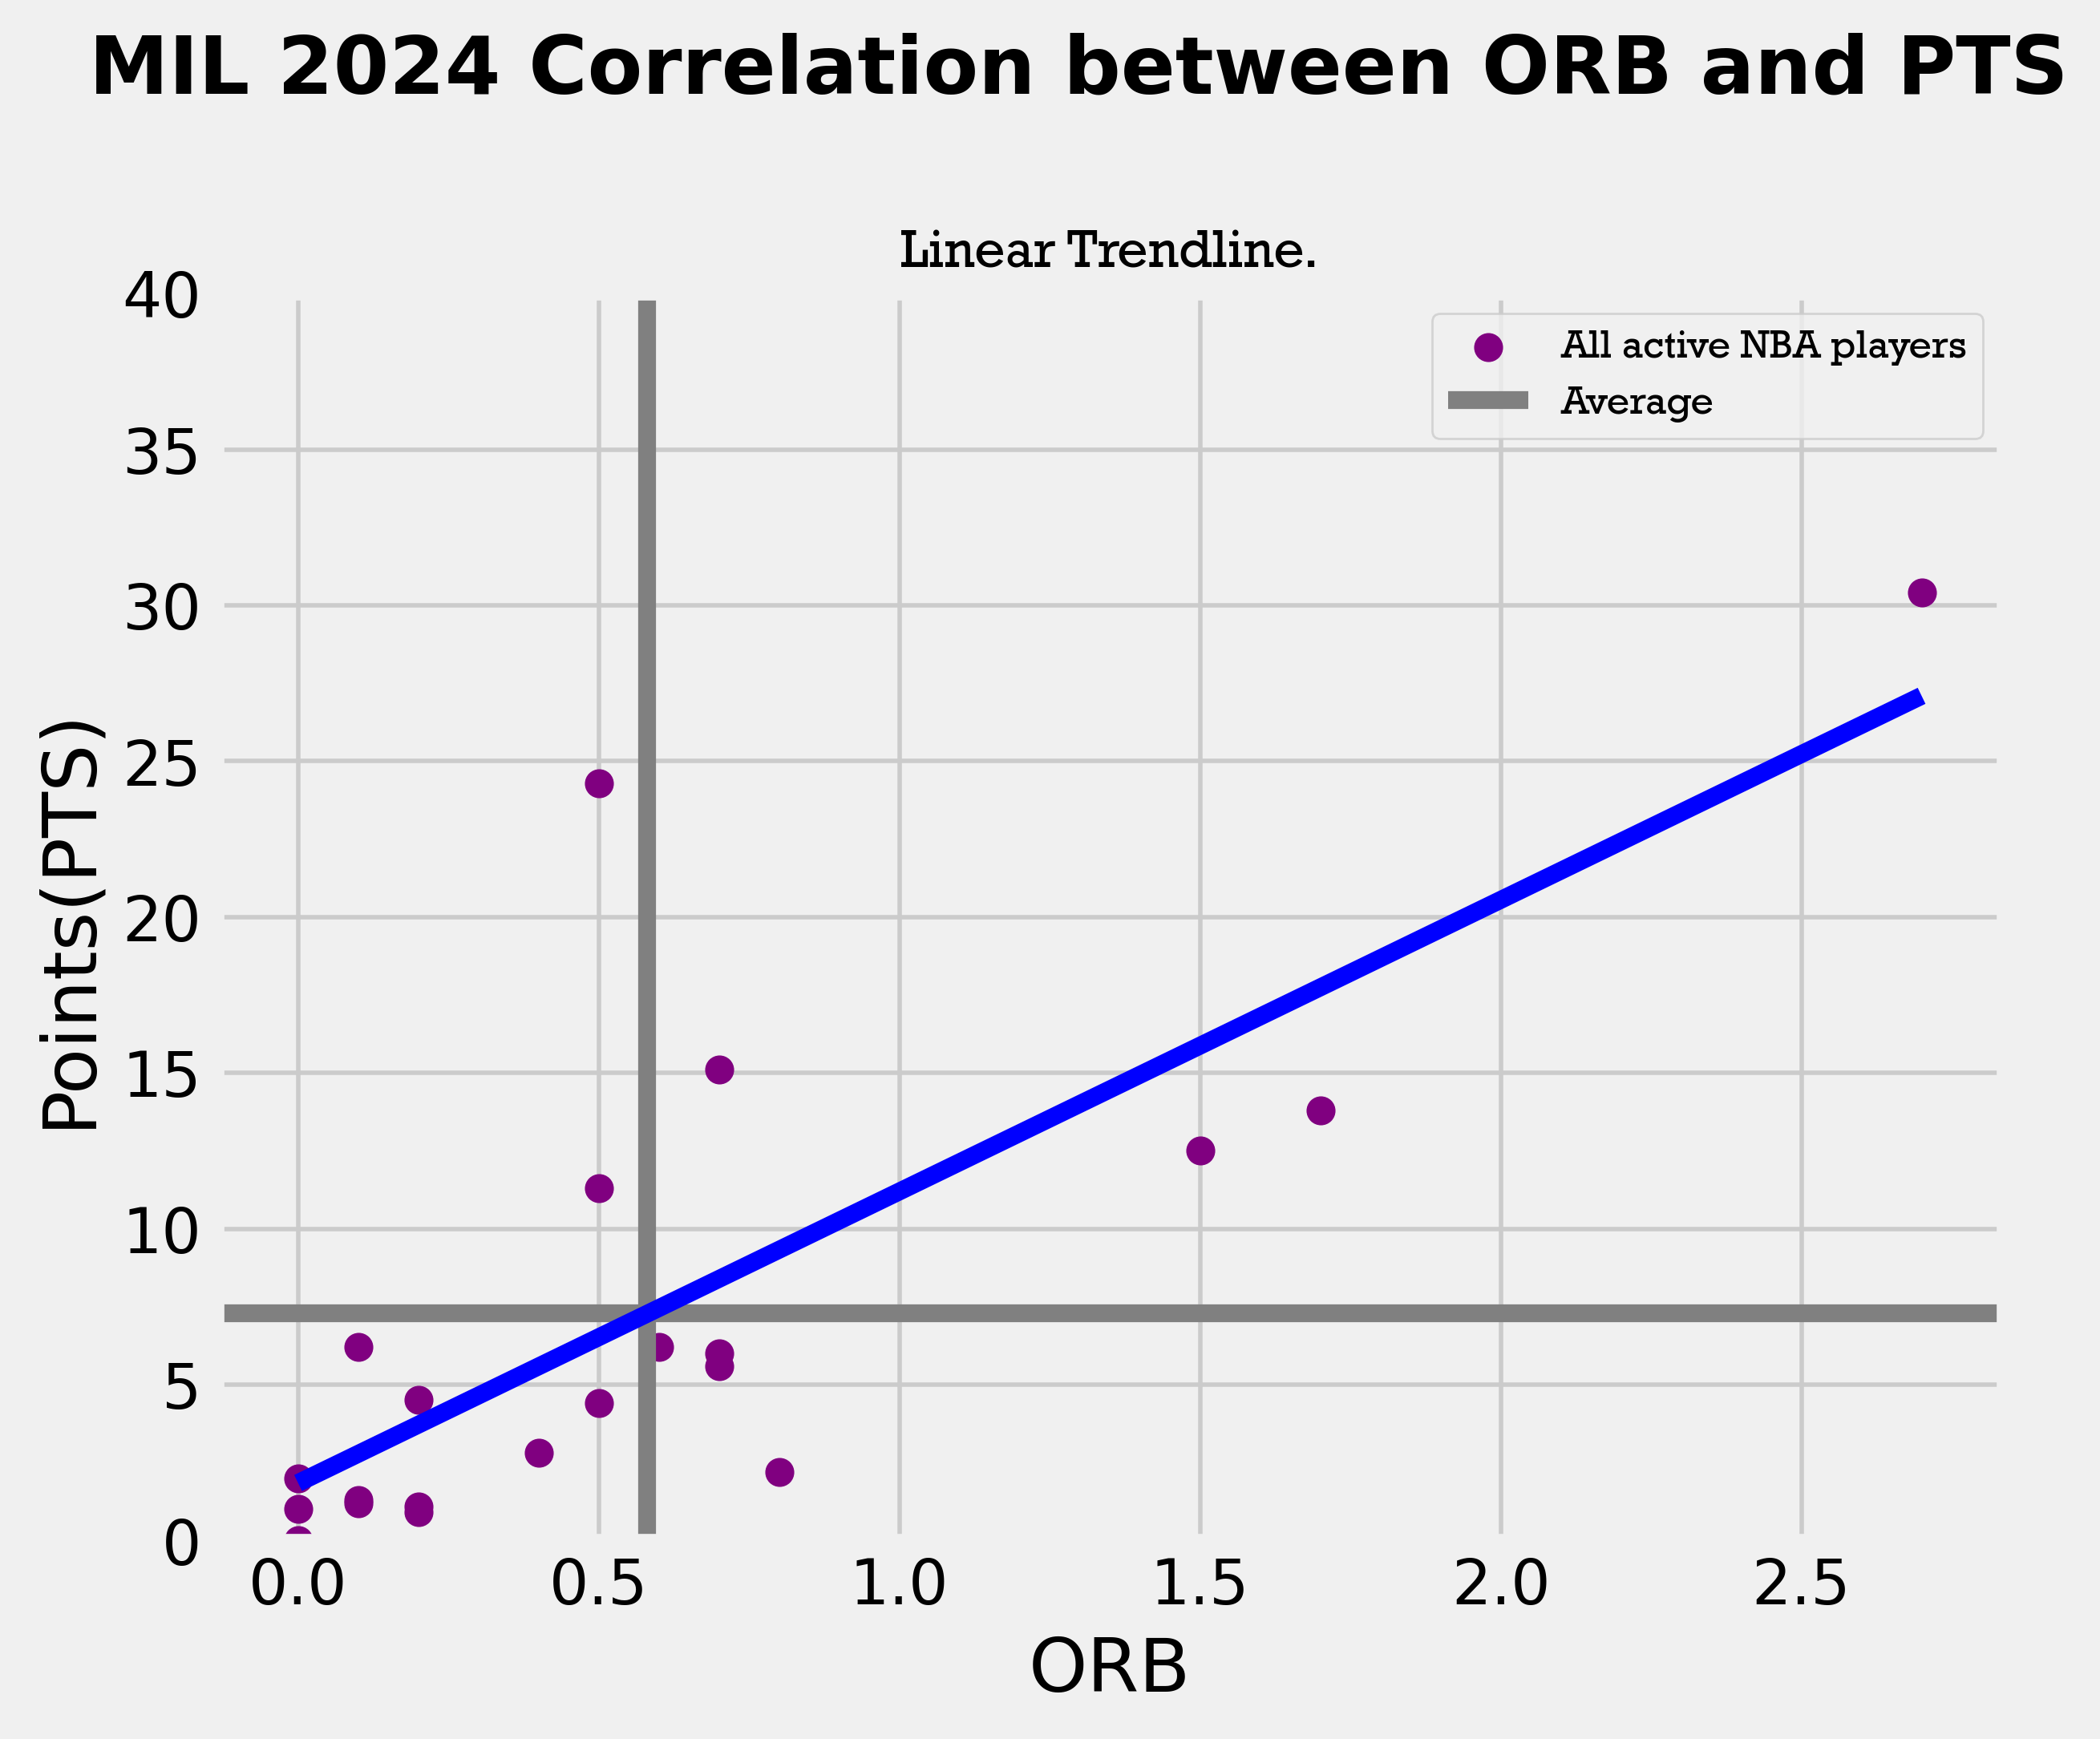 MIL 2024 Correlation between ORB and PTS
Linear Trendline.
All active NBA players
Average
Points(PTS)
40
35
30
25
20
15
10
5
0
0.0 0.5 1.0 1.5 2.0 2.5
ORB